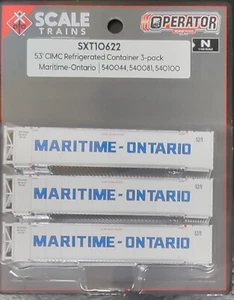 SCALE
TRAINS
OPERATOR
N
SXT10622
53' CIMC Refrigerated Container 3-pack
Maritime-Ontario | 540044, 540081, 540100
MARITIME-ONTARIO
MARITIME-ONTARIO
MARITIME-ONTARIO